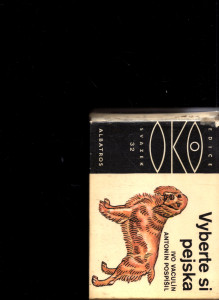 EDICE
OKO
SVAZEK
32
ALBATROS
Vyberte si
pejska
IVO VACULÍN
ANTONÍN POSPÍŠIL